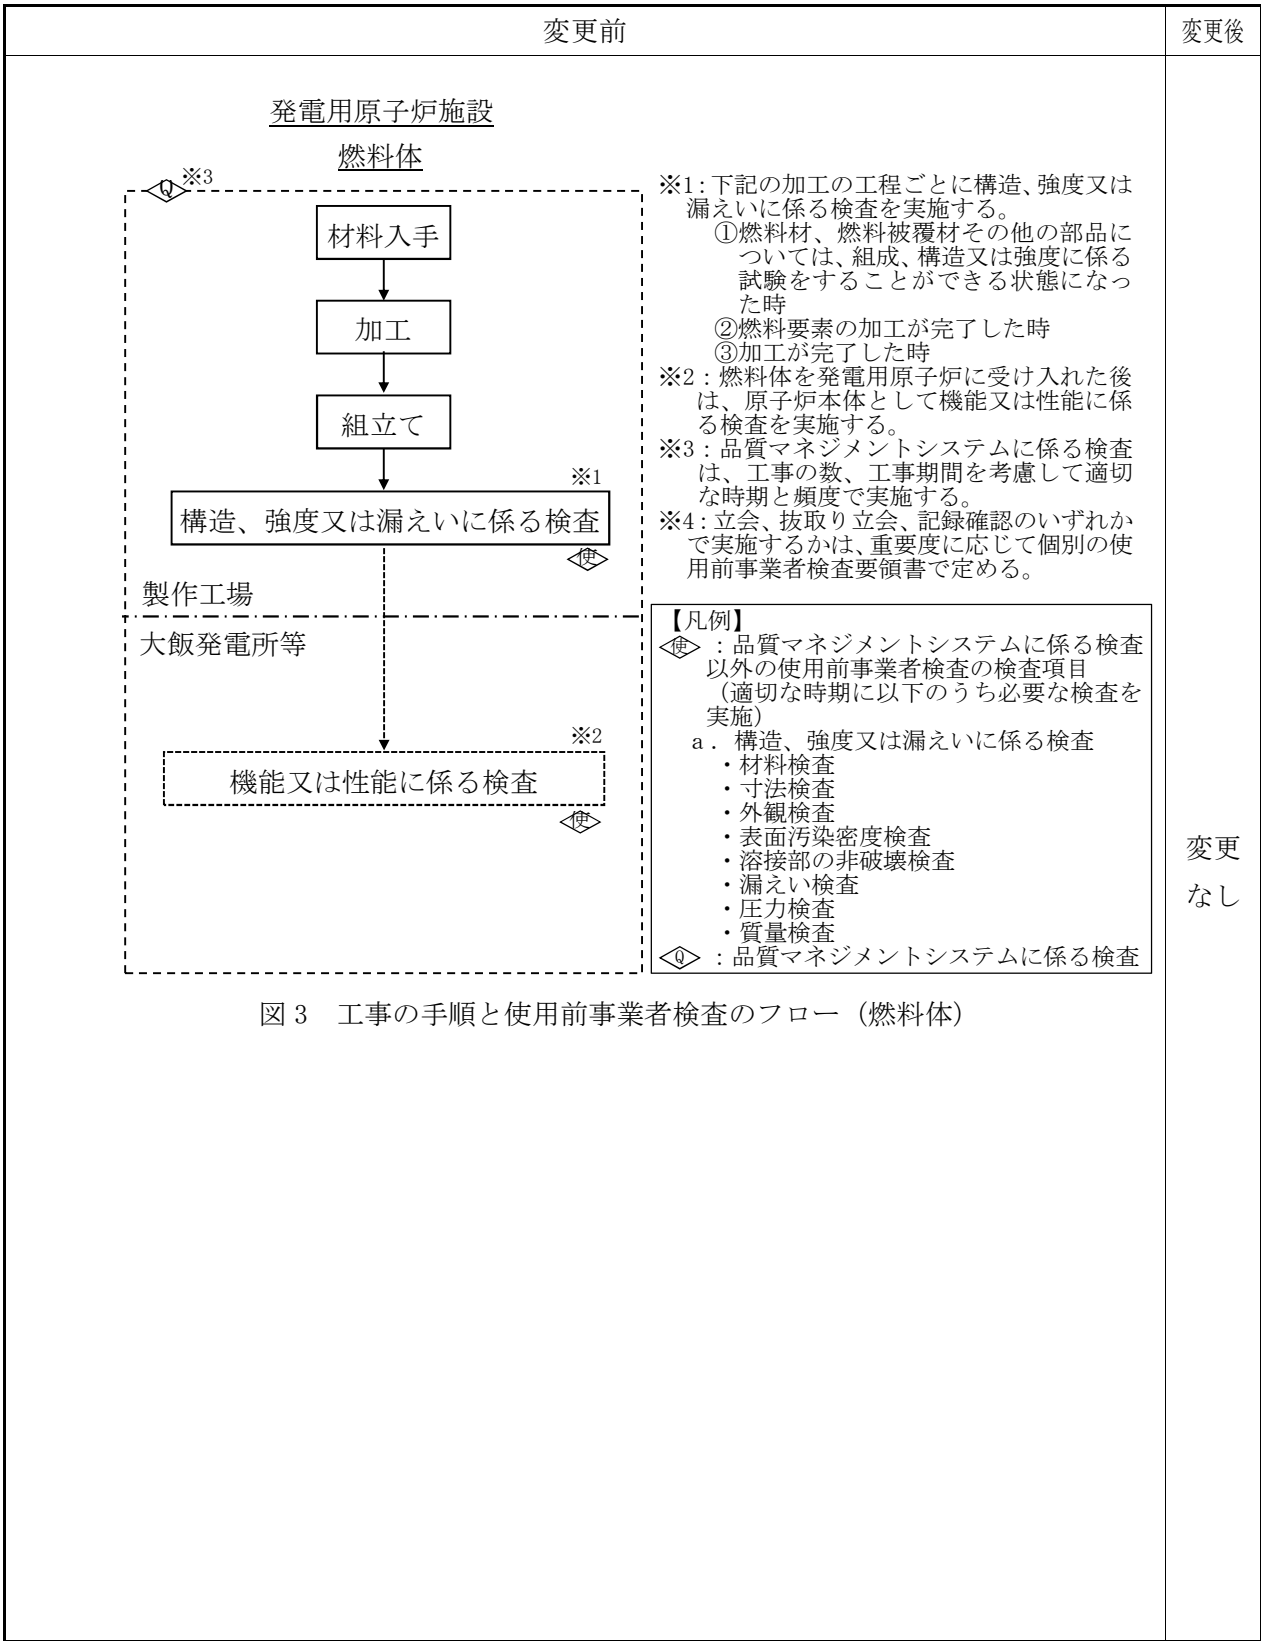 変更前
変更後
発電用原子炉施設
燃料体
Q ※3
材料入手
加工
組立て
※1
構造、強度又は漏えいに係る検査
使
製作工場
大飯発電所等
※2
機能又は性能に係る検査
使
※1：下記の加工の工程ごとに構造、強度又は
漏えいに係る検査を実施する。
①燃料材、燃料被覆材その他の部品に
ついては、組成、構造又は強度に係る
試験をすることができる状態になっ
た時
②燃料要素の加工が完了した時
③加工が完了した時
※2：燃料体を発電用原子炉に受け入れた後
は、原子炉本体として機能又は性能に係
る検査を実施する。
※3：品質マネジメントシステムに係る検査
は、工事の数、工事期間を考慮して適切
な時期と頻度で実施する。
※4：立会、抜取り立会、記録確認のいずれか
で実施するかは、重要度に応じて個別の使
用前事業者検査要領書で定める。
【凡例】
使：品質マネジメントシステムに係る検査
以外の使用前事業者検査の検査項目
（適切な時期に以下のうち必要な検査を
実施）
a．構造、強度又は漏えいに係る検査
・材料検査
・寸法検査
・外観検査
・表面汚染密度検査
・溶接部の非破壊検査
・漏えい検査
・圧力検査
・質量検査
Q：品質マネジメントシステムに係る検査
図3　工事の手順と使用前事業者検査のフロー（燃料体）
変更
なし